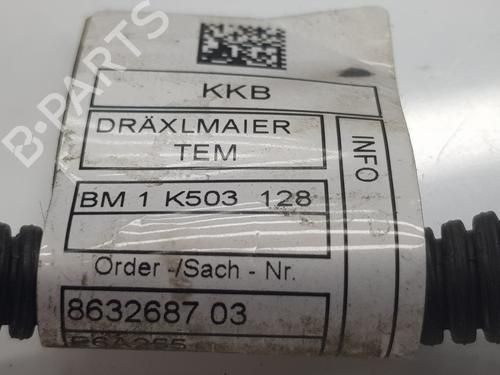 B-PARTS
KKB
DRÄXLMAIER
TEM
INFO
BM 1 K503 128
Order -/Sach - Nr.
8632687 03